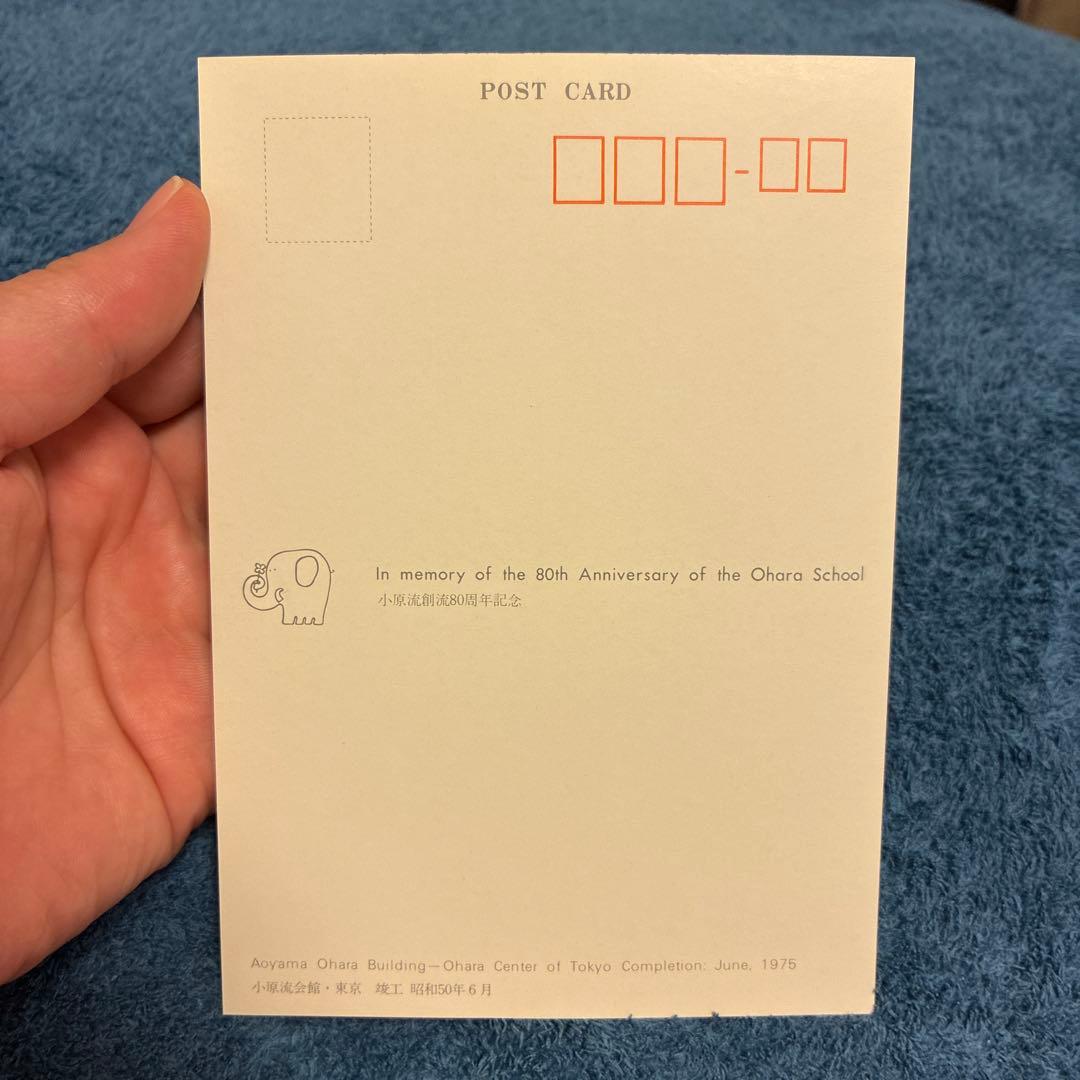 POST CARD
In memory of the 80th Anniversary of the Ohara School
小原流創流80周年記念
Aoyama Ohara Building—Ohara Center of Tokyo Completion: June, 1975
小原流会館・東京　竣工 昭和50年6月